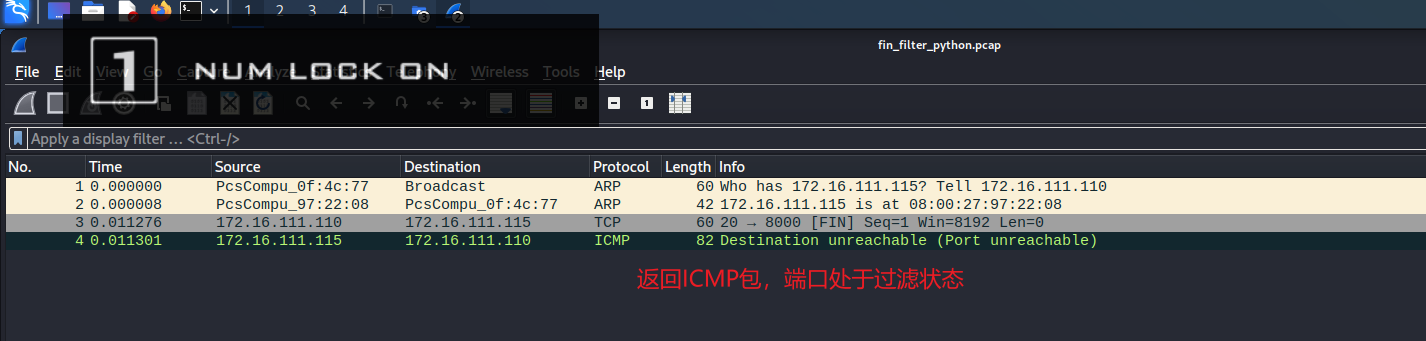 1 2 3 4 3 2
fin_filter_python.pcap
File Edit View Go Wireless Tools Help
1 NUM LOCK ON
Apply a display filter … <Ctrl-/>
No. Time Source Destination Protocol Length Info
1 0.000000 PcsCompu_0f:4c:77 Broadcast ARP 60 Who has 172.16.111.115? Tell 172.16.111.110
2 0.000008 PcsCompu_97:22:08 PcsCompu_0f:4c:77 ARP 42 172.16.111.115 is at 08:00:27:97:22:08
3 0.011276 172.16.111.110 172.16.111.115 TCP 60 20 → 8000 [FIN] Seq=1 Win=8192 Len=0
4 0.011301 172.16.111.115 172.16.111.110 ICMP 82 Destination unreachable (Port unreachable)
返回ICMP包，端口处于过滤状态